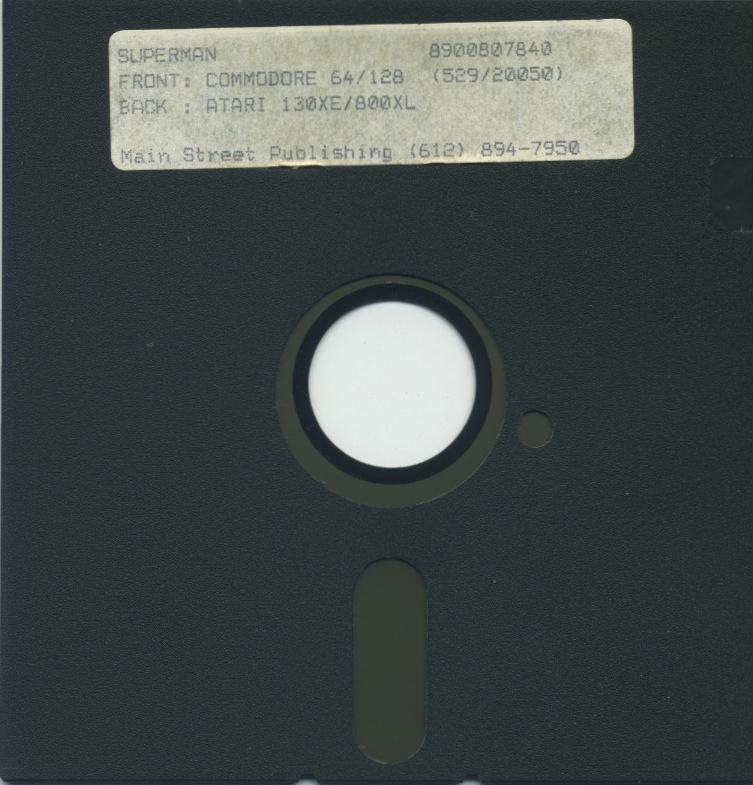 SUPERMAN 8900807840
FRONT: COMMODORE 64/128 (529/20050)
BACK : ATARI 130XE/800XL
Main Street Publishing (612) 894-7950